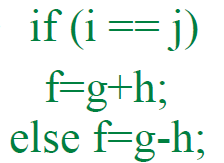 if (i == j)
f=g+h;
else f=g-h;